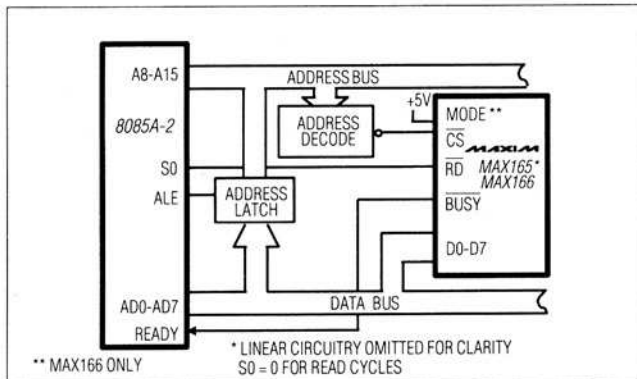 A8-A15
ADDRESS BUS
+5V
MODE **
8085A-2
ADDRESS
DECODE
CS
MAXIM
S0
RD
MAX165*
MAX166
ALE
ADDRESS
LATCH
BUSY
D0-D7
AD0-AD7
DATA BUS
READY
* LINEAR CIRCUITRY OMITTED FOR CLARITY
** MAX166 ONLY
S0 = 0 FOR READ CYCLES